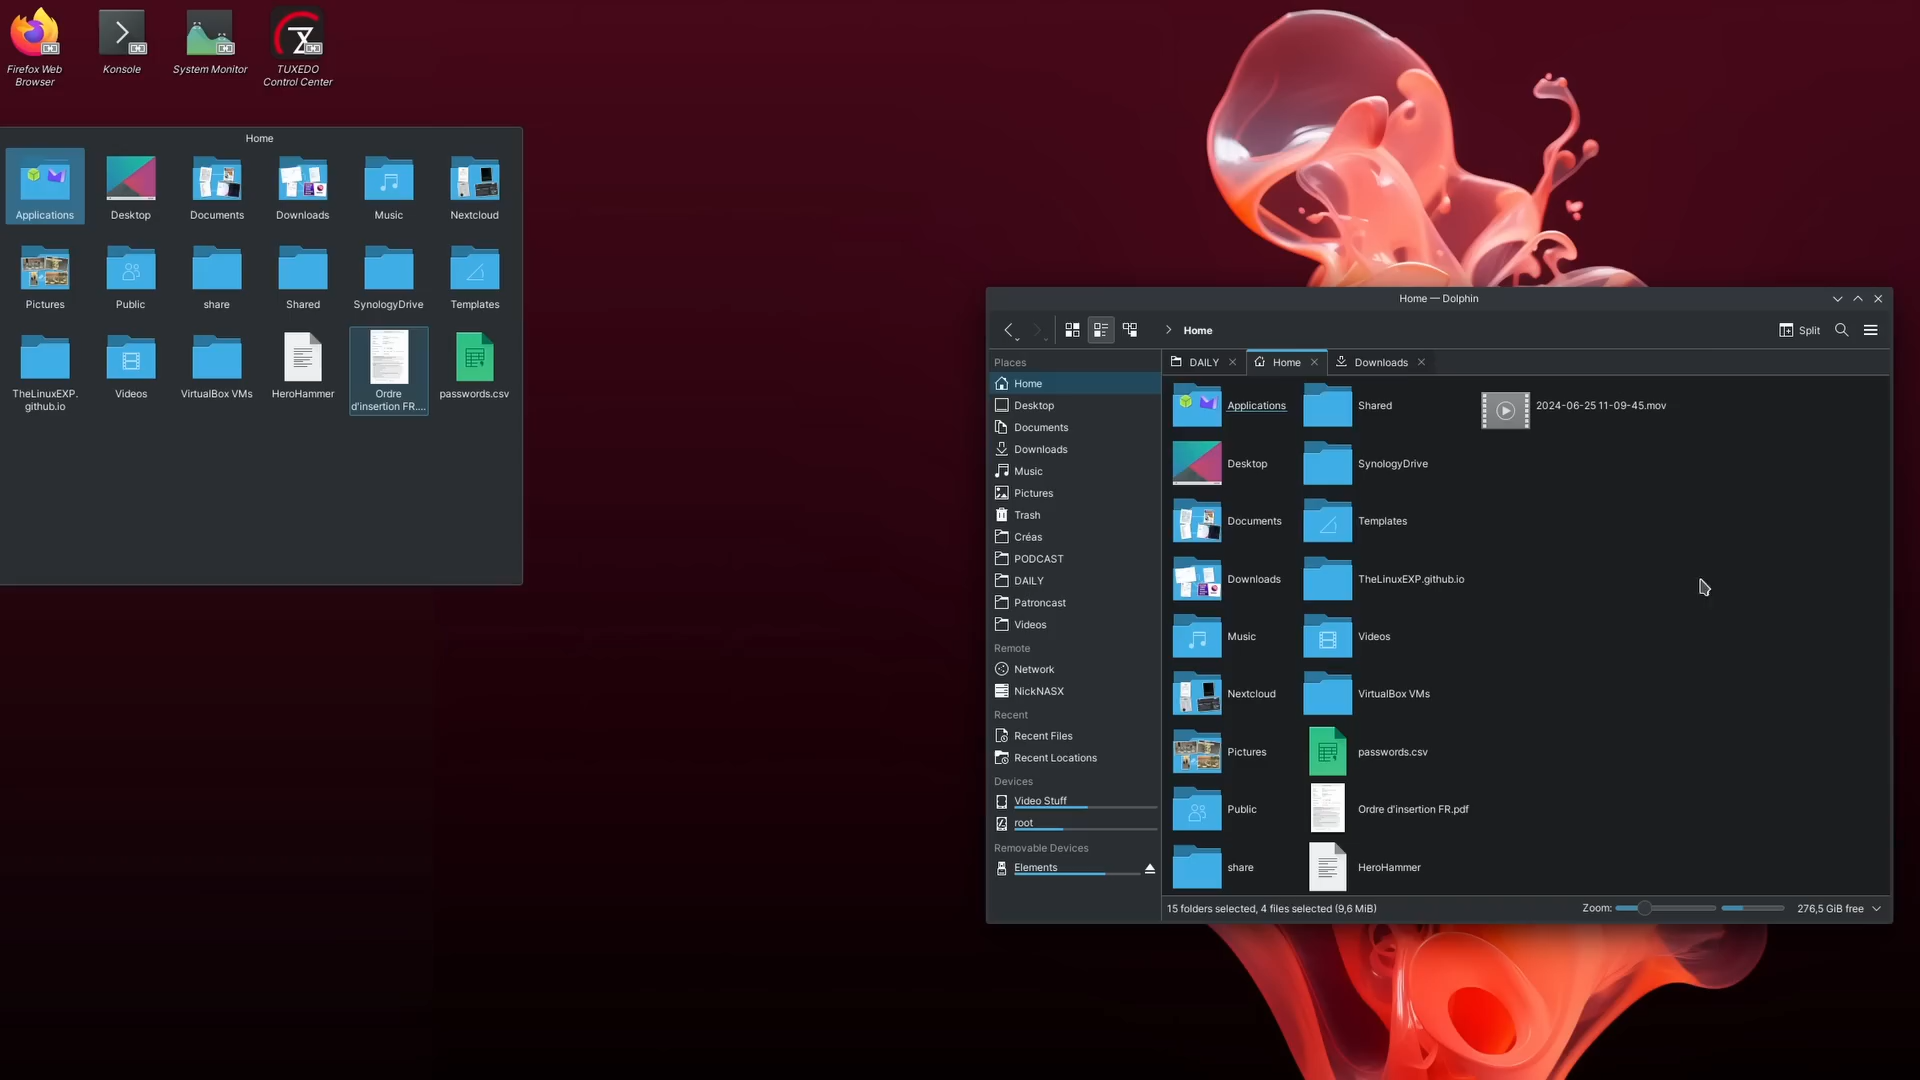 Firefox Web
Browser
Konsole
System Monitor
TUXEDO
Control Center
Home
Applications
Desktop
Documents
Downloads
Music
Nextcloud
Pictures
Public
share
Shared
SynologyDrive
Templates
TheLinuxEXP.
github.io
Videos
VirtualBox VMs
HeroHammer
Ordre
d'insertion FR....
passwords.csv
Home — Dolphin
Home
Split
Places
Home
Desktop
Documents
Downloads
Music
Pictures
Trash
Créas
PODCAST
DAILY
Patroncast
Videos
Remote
Network
NickNASX
Recent
Recent Files
Recent Locations
Devices
Video Stuff
root
Removable Devices
Elements
DAILY
Home
Downloads
Applications
Desktop
Documents
Downloads
Music
Nextcloud
Pictures
Public
share
Shared
SynologyDrive
Templates
TheLinuxEXP.github.io
Videos
VirtualBox VMs
passwords.csv
Ordre d'insertion FR.pdf
HeroHammer
2024-06-25 11-09-45.mov
15 folders selected, 4 files selected (9,6 MiB)
Zoom:
276,5 GiB free